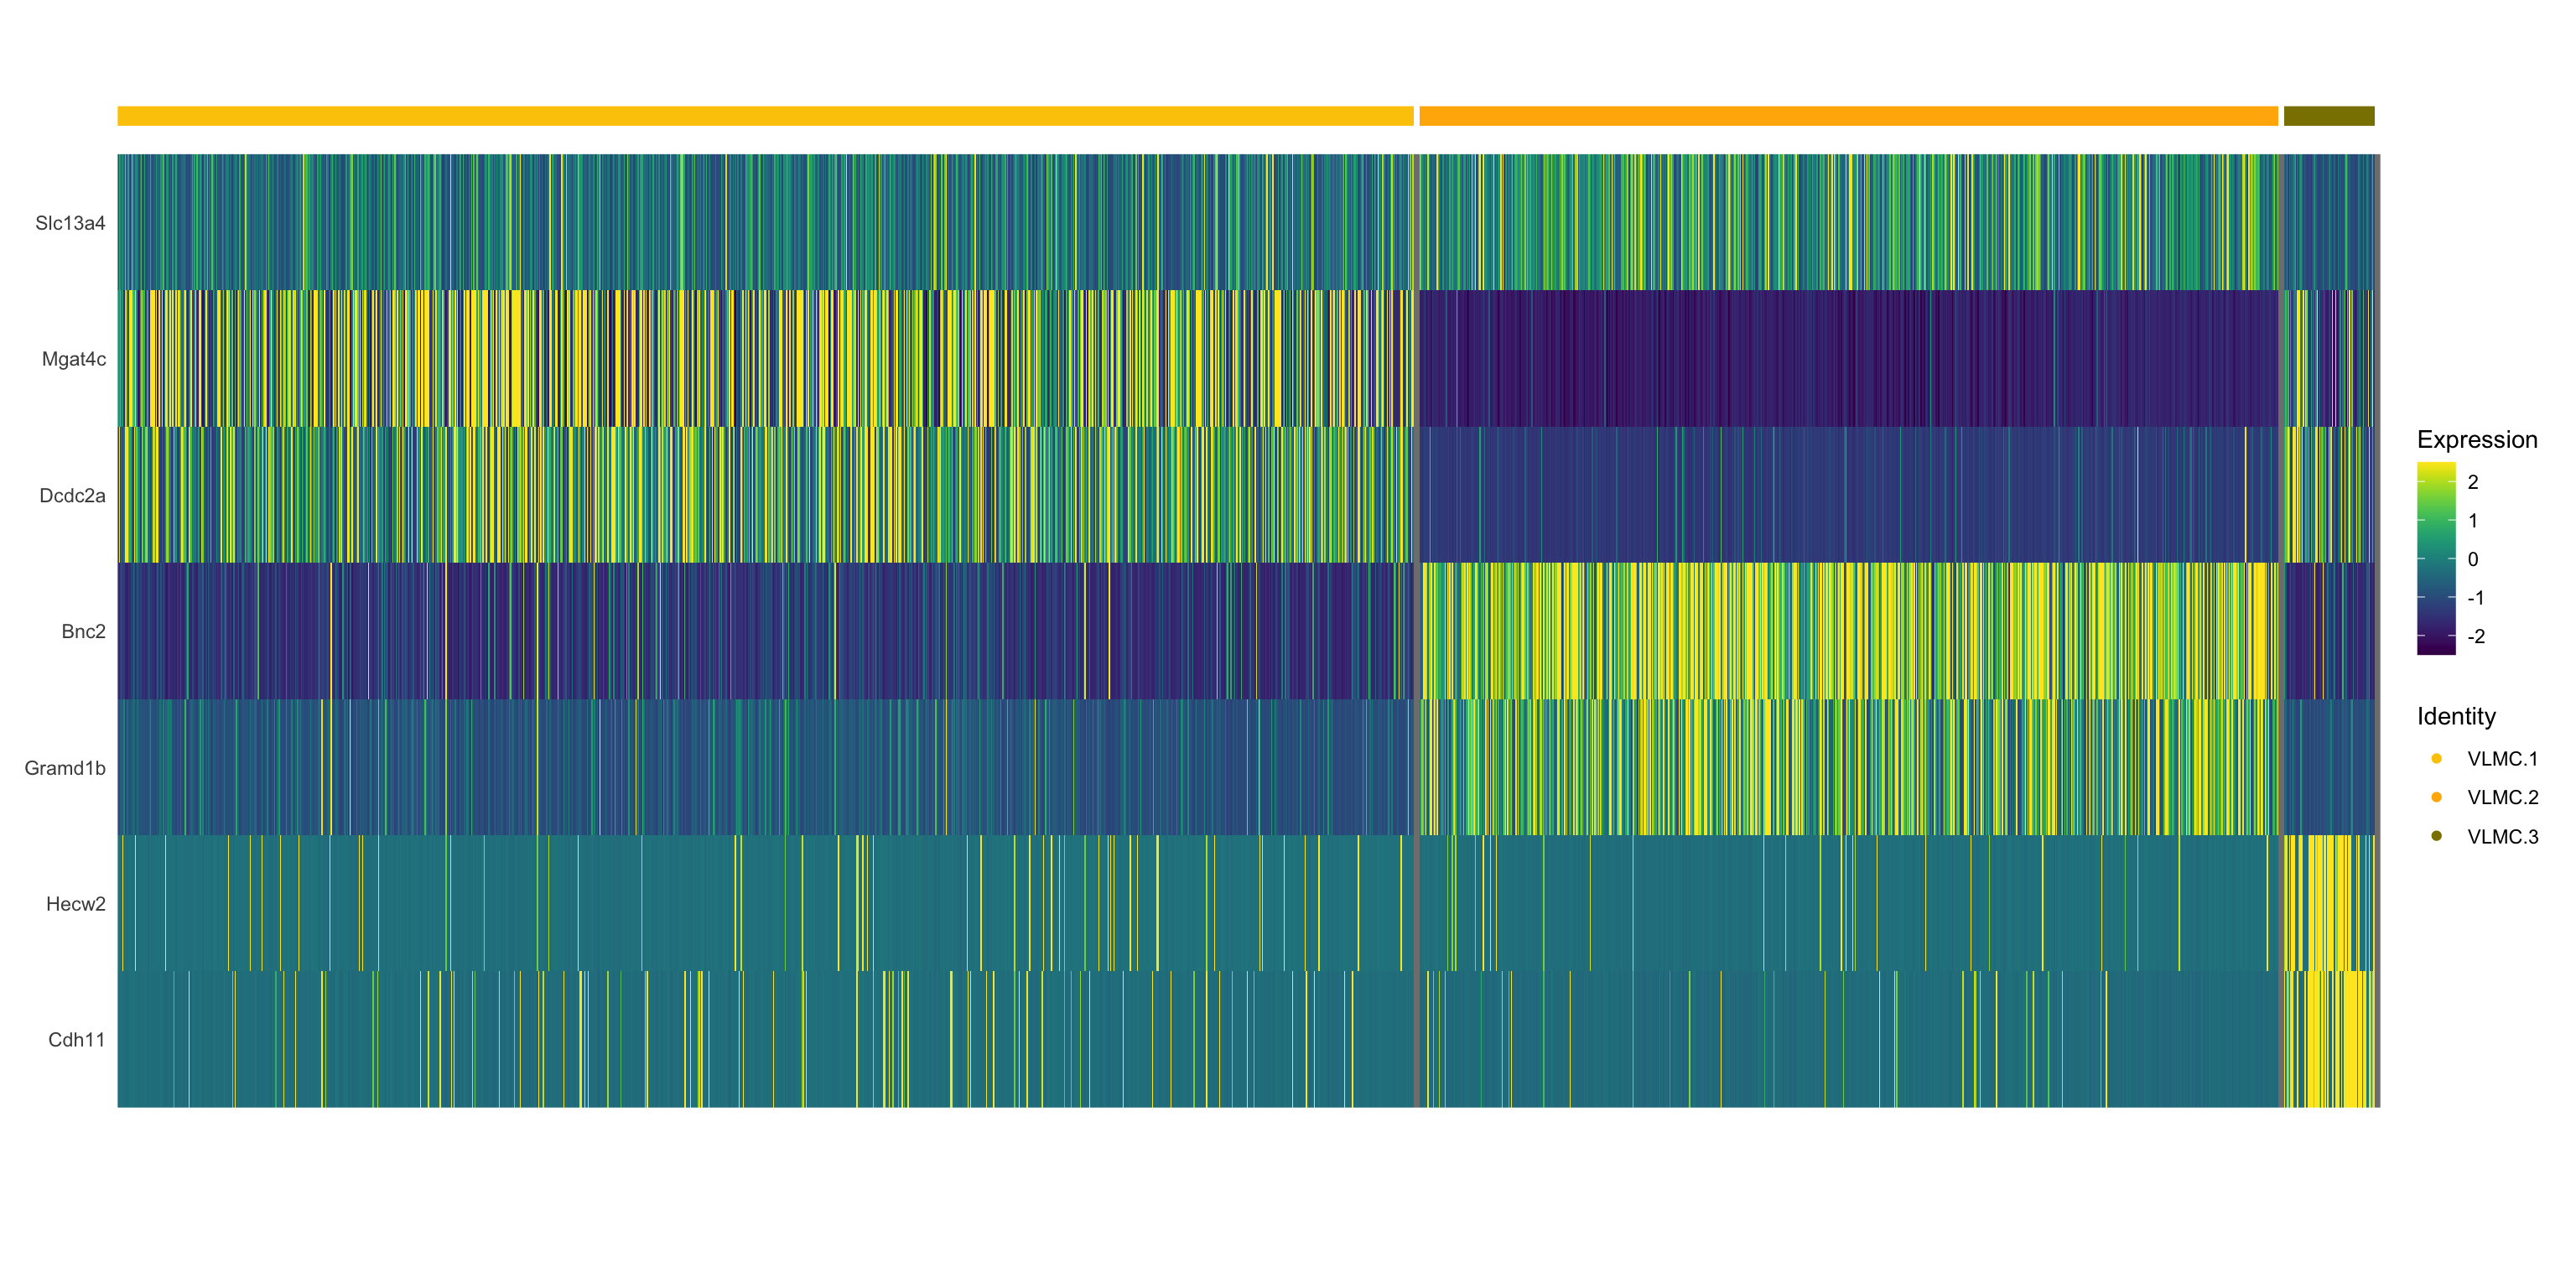 Slc13a4
Mgat4c
Dcdc2a
Bnc2
Gramd1b
Hecw2
Cdh11
Expression
2
1
0
-1
-2
Identity
VLMC.1
VLMC.2
VLMC.3